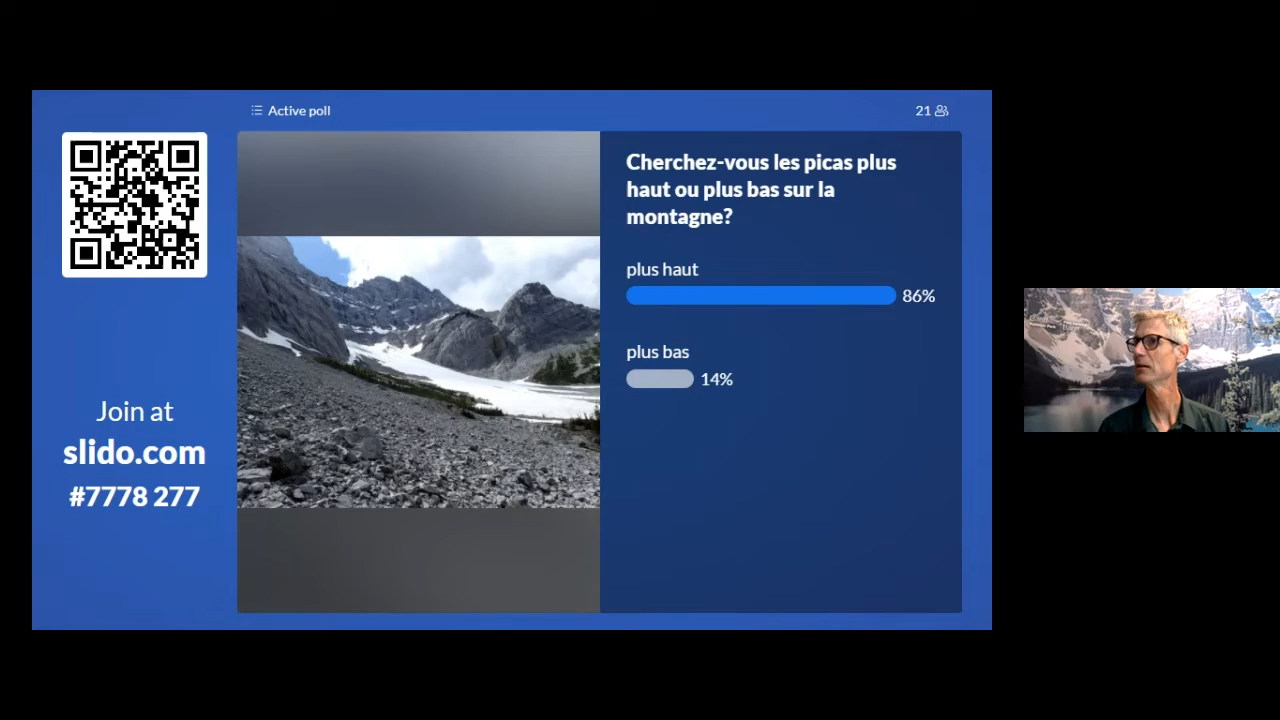 Active poll
21
Join at
slido.com
#7778 277
Cherchez-vous les picas plus
haut ou plus bas sur la
montagne?
plus haut
86%
plus bas
14%